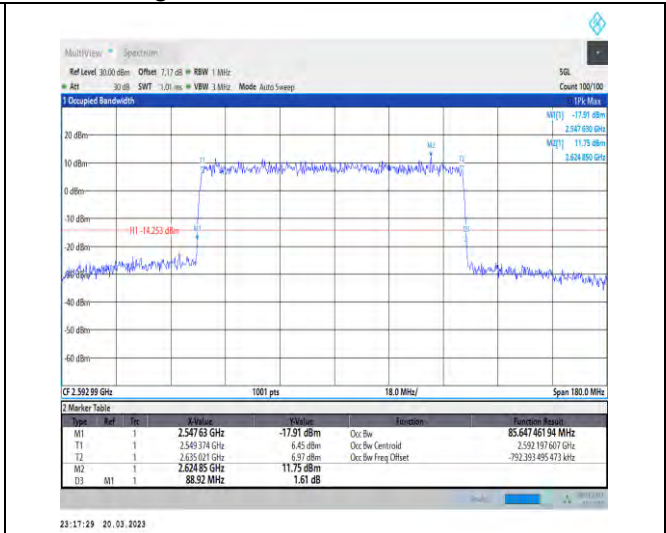 MultiView Spectrum
Ref Level 30.00 dBm Offset 7.17 dB RBW 1 MHz SGL
Att 30 dB SWT 1.01 ms VBW 3 MHz Mode Auto Sweep Count 100/100
1 Occupied Bandwidth 1Pk Max
M1[1] -17.91 dBm
2.547 630 GHz
20 dBm
M2[1] 11.75 dBm
2.624 850 GHz
M2
T1 T2
10 dBm
0 dBm
-10 dBm
H1 -14.253 dBm M1 D3
-20 dBm
-30 dBm
-40 dBm
-50 dBm
-60 dBm
CF 2.592 99 GHz 1001 pts 18.0 MHz/ Span 180.0 MHz
2 Marker Table
Type Ref Trc X-Value Y-Value Function Function Result
M1 1 2.547 63 GHz -17.91 dBm Occ Bw 85.647 461 94 MHz
T1 1 2.549 374 GHz 6.45 dBm Occ Bw Centroid 2.592 197 607 GHz
T2 1 2.635 021 GHz 6.97 dBm Occ Bw Freq Offset -792.393 495 473 kHz
M2 1 2.624 85 GHz 11.75 dBm
D3 M1 1 88.92 MHz 1.61 dB
23:17:29 20.03.2023